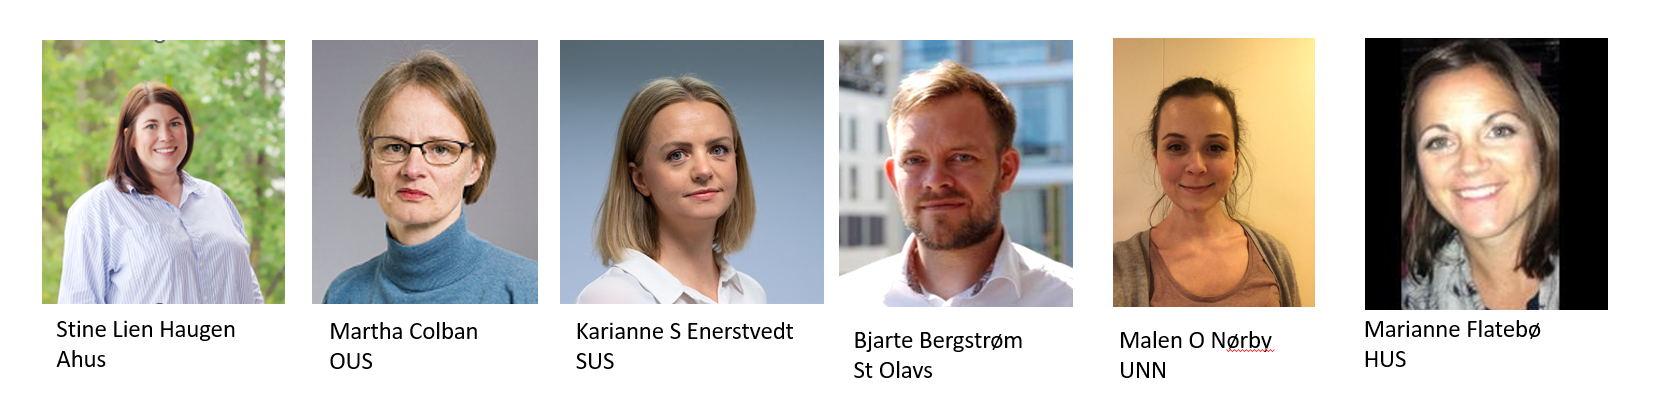 Stine Lien Haugen
Ahus
Martha Colban
OUS
Karianne S Enerstvedt
SUS
Bjarte Bergstrøm
St Olavs
Malen O Nørby
UNN
Marianne Flatebø
HUS